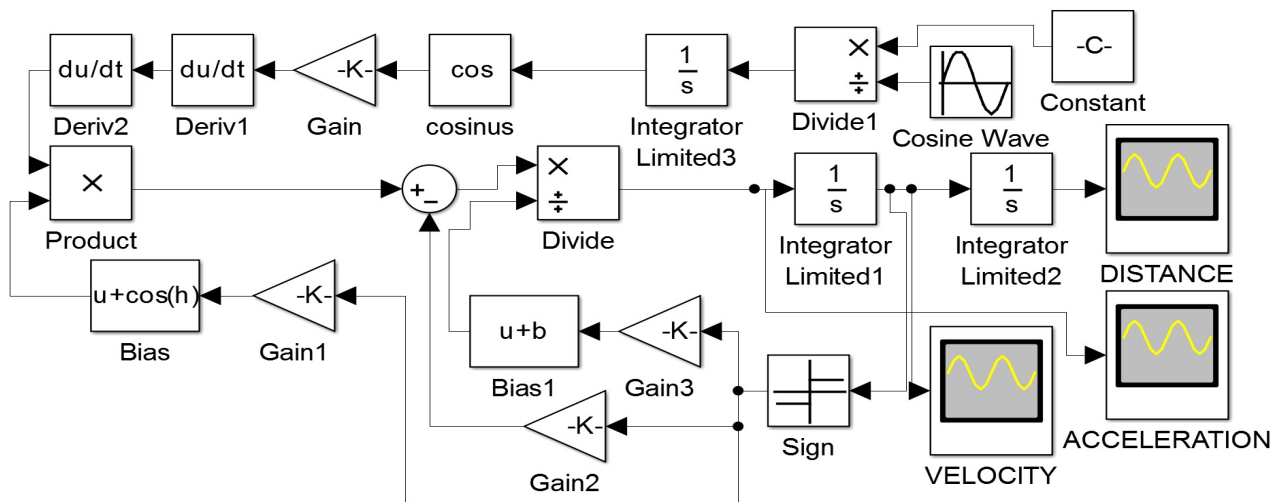 du/dt
Deriv2
du/dt
Deriv1
-K-
Gain
cos
cosinus
1
s
Integrator
Limited3
×
÷
Divide1
Cosine Wave
-C-
Constant
×
Product
+
−
×
÷
Divide
1
s
Integrator
Limited1
1
s
Integrator
Limited2
DISTANCE
u+cos(h)
Bias
-K-
Gain1
u+b
Bias1
-K-
Gain3
-K-
Gain2
Sign
VELOCITY
ACCELERATION